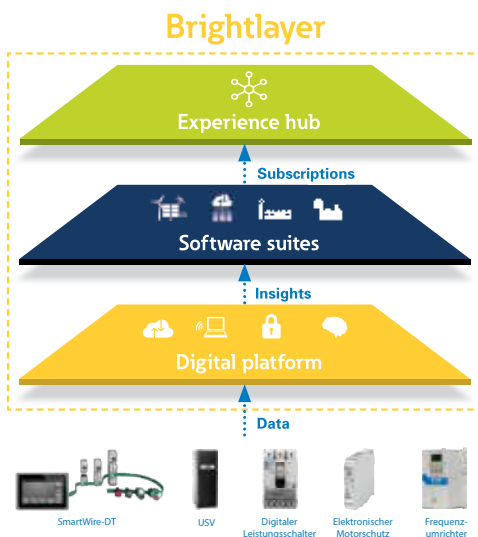 Brightlayer
Experience hub
Subscriptions
Software suites
Insights
Digital platform
Data
SmartWire-DT
USV
Digitaler
Leistungsschalter
Elektronischer
Motorschutz
Frequenz-
umrichter